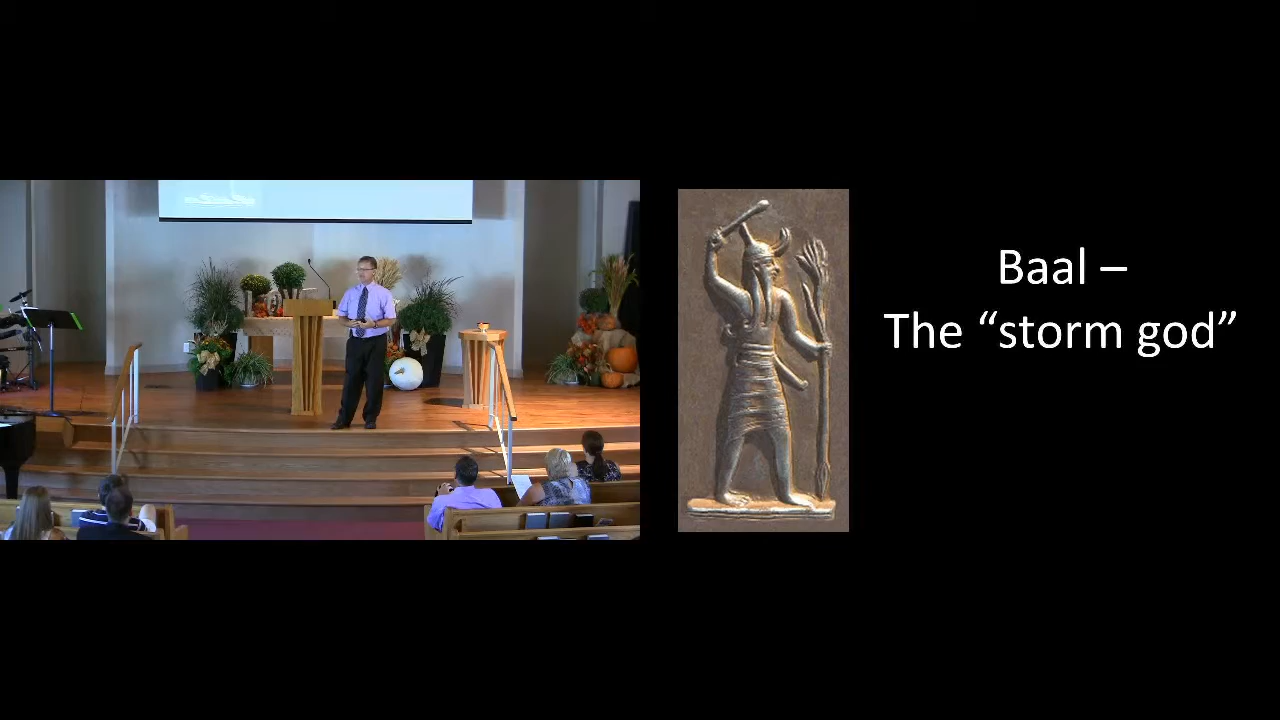 Baal –
The “storm god”